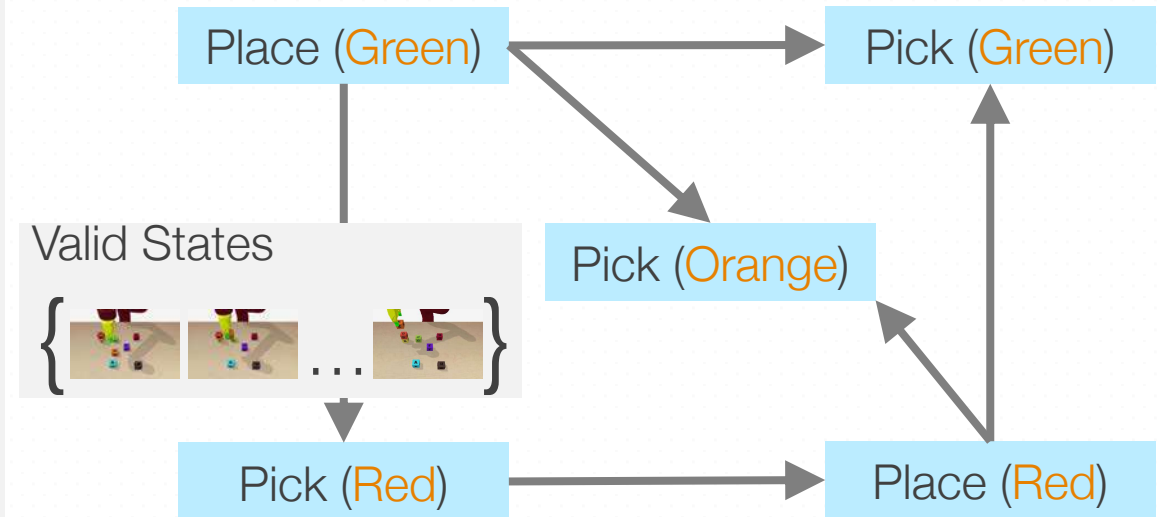 Place (Green)
Pick (Green)
Valid States
Pick (Orange)
{ ... }
Pick (Red)
Place (Red)